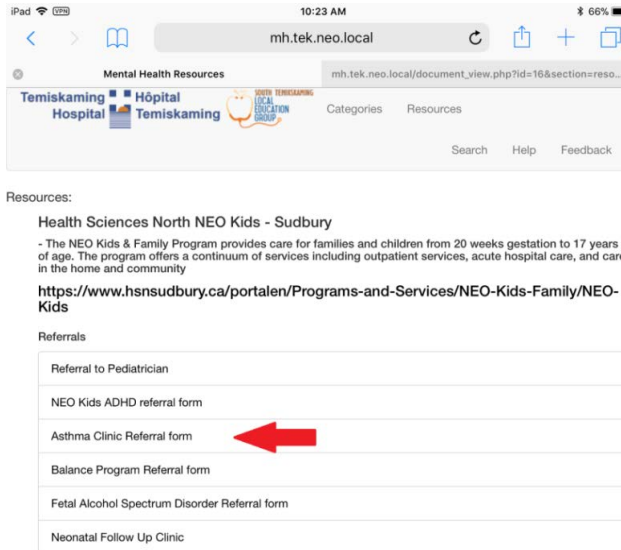 iPad VPN 10:23 AM 66%
mh.tek.neo.local
Mental Health Resources mh.tek.neo.local/document_view.php?id=16&section=reso...
Temiskaming Hôpital
Hospital Temiskaming
SOUTH TEMISKAMING
LOCAL
EDUCATION
GROUP
Categories Resources
Search Help Feedback
Resources:
Health Sciences North NEO Kids - Sudbury
- The NEO Kids & Family Program provides care for families and children from 20 weeks gestation to 17 years
of age. The program offers a continuum of services including outpatient services, acute hospital care, and care
in the home and community
https://www.hsnsudbury.ca/portalen/Programs-and-Services/NEO-Kids-Family/NEO-
Kids
Referrals
Referral to Pediatrician
NEO Kids ADHD referral form
Asthma Clinic Referral form
Balance Program Referral form
Fetal Alcohol Spectrum Disorder Referral form
Neonatal Follow Up Clinic